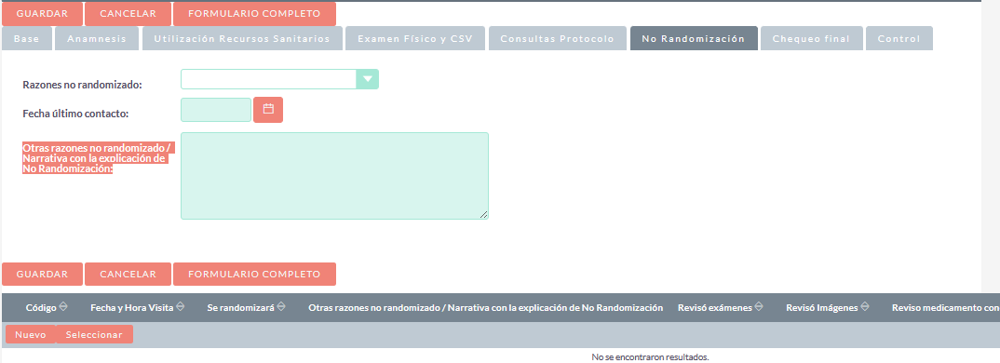 GUARDAR CANCELAR FORMULARIO COMPLETO
Base Anamnesis Utilización Recursos Sanitarios Examen Físico y CSV Consultas Protocolo No Randomización Chequeo final Control
Razones no randomizado:
Fecha último contacto:
Otras razones no randomizado /
Narrativa con la explicación de
No Randomización:
GUARDAR CANCELAR FORMULARIO COMPLETO
Código Fecha y Hora Visita Se randomizará Otras razones no randomizado / Narrativa con la explicación de No Randomización Revisó exámenes Revisó Imágenes Reviso medicamento con
Nuevo Seleccionar
No se encontraron resultados.